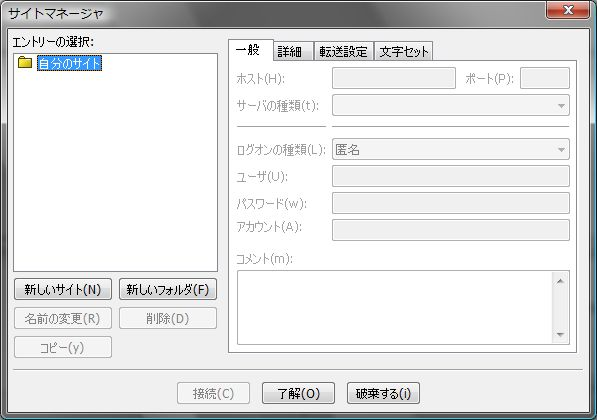 サイトマネージャ
エントリーの選択:
自分のサイト
新しいサイト(N)
新しいフォルダ(F)
名前の変更(R)
削除(D)
コピー(y)
一般
詳細
転送設定
文字セット
ホスト(H):
ポート(P):
サーバの種類(t):
ログオンの種類(L):
匿名
ユーザ(U):
パスワード(w):
アカウント(A):
コメント(m):
接続(C)
了解(O)
破棄する(i)